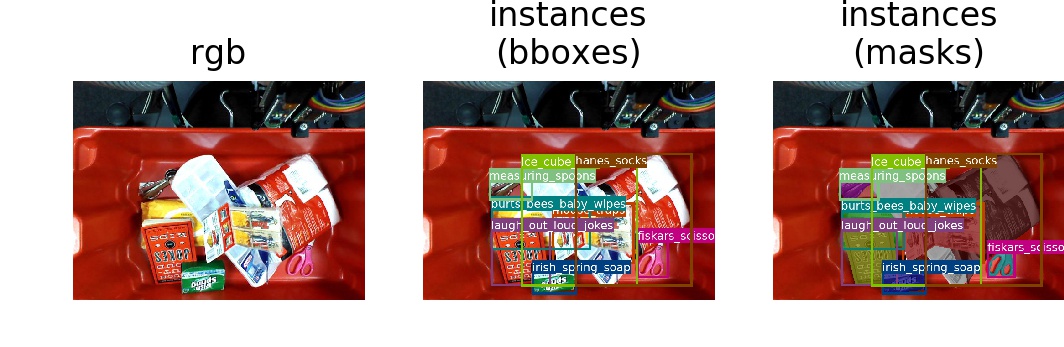 rgb
instances
(bboxes)
instances
(masks)
ice_cube
hanes_socks
measuring_spoons
burts_bees_baby_wipes
laugh_out_loud_jokes
fiskars_scisso
irish_spring_soap
ice_cube
hanes_socks
measuring_spoons
burts_bees_baby_wipes
laugh_out_loud_jokes
fiskars_scisso
irish_spring_soap